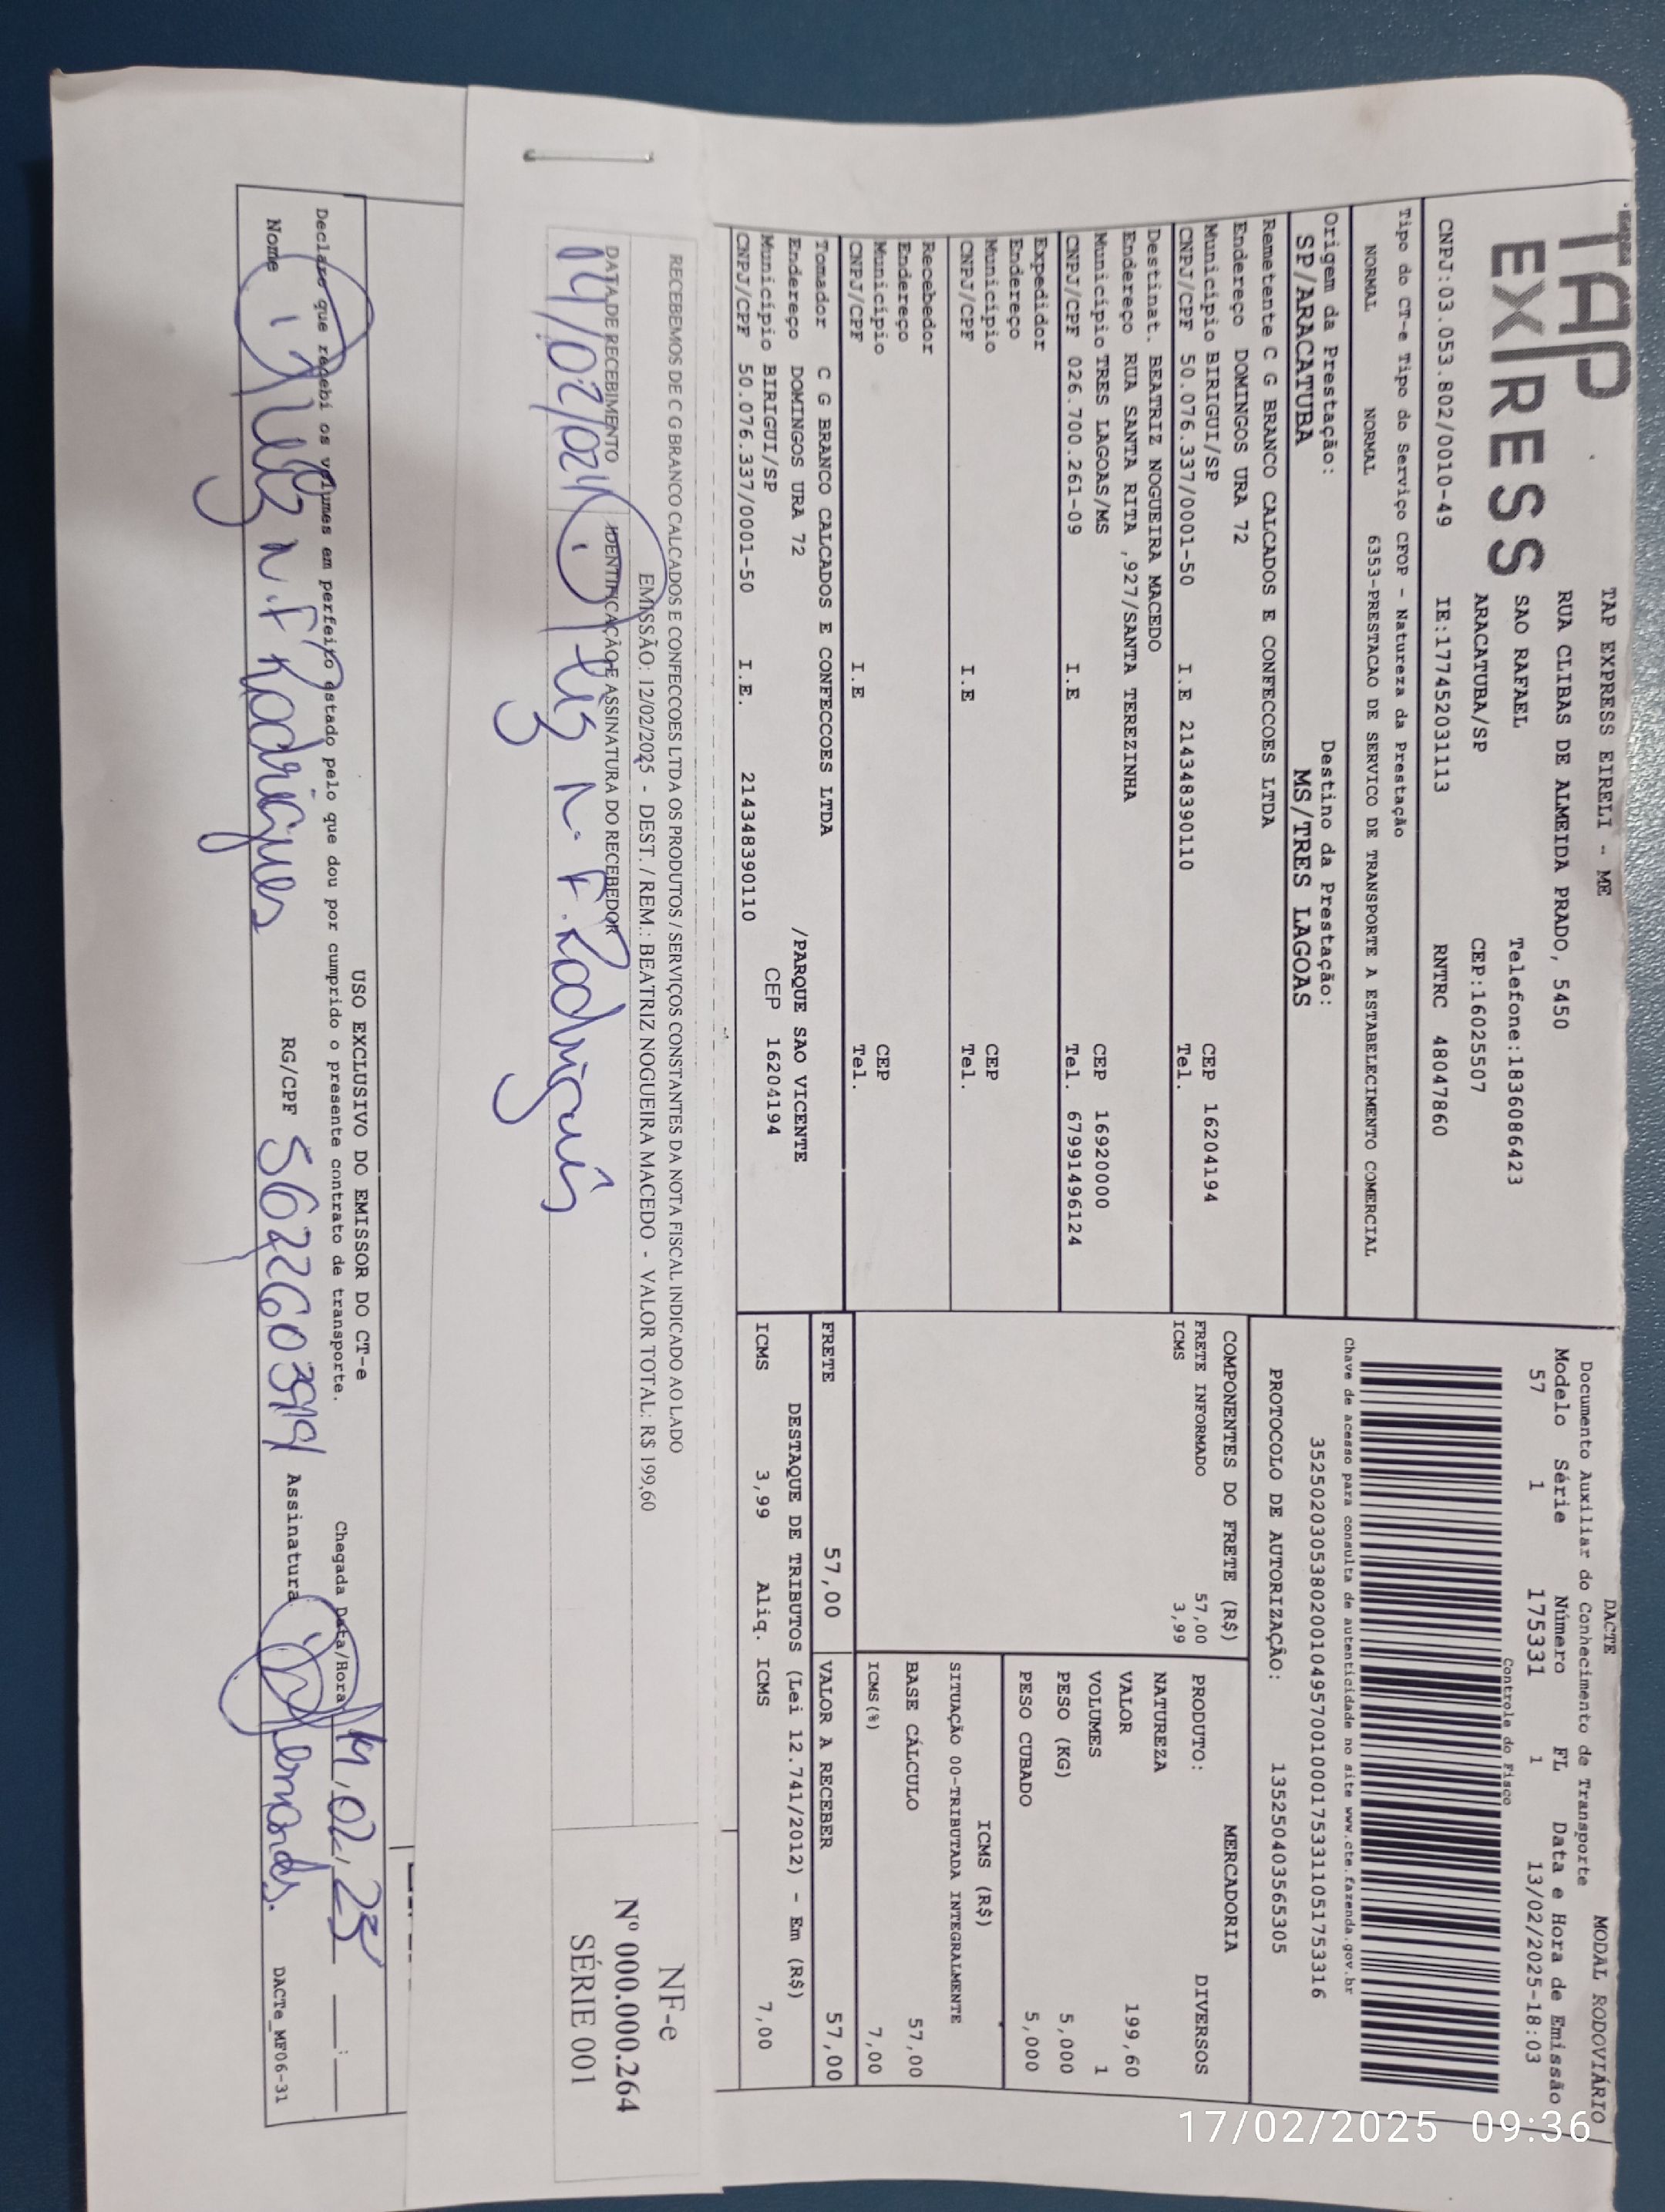 TAP
EXPRESS
TAP EXPRESS EIRELI - ME
RUA CLIBAS DE ALMEIDA PRADO, 5450
SAO RAFAEL Telefone:1836086423
ARACATUBA/SP CEP:16025507
CNPJ:03.053.802/0010-49 IE:177452031113 RNTRC 48047860
DACTE MODAL RODOVIÁRIO
Documento Auxiliar do Conhecimento de Transporte
Modelo Série Número FL Data e Hora de Emissão
57 1 175331 1 13/02/2025-18:03
Controle do Fisco
Tipo do CT-e Tipo do Serviço CFOP - Natureza da Prestação
NORMAL NORMAL 6353-PRESTACAO DE SERVICO DE TRANSPORTE A ESTABELECIMENTO COMERCIAL
Chave de acesso para consulta de autenticidade no site www.cte.fazenda.gov.br
35250203053802001049570010001753311051753316
Origem da Prestação: Destino da Prestação:
SP/ARACATUBA MS/TRES LAGOAS
PROTOCOLO DE AUTORIZAÇÃO: 135250403565305
Remetente C G BRANCO CALCADOS E CONFECCOES LTDA
Endereço DOMINGOS URA 72
Município BIRIGUI/SP CEP 16204194
CNPJ/CPF 50.076.337/0001-50 I.E 214348390110 Tel.
Destinat. BEATRIZ NOGUEIRA MACEDO
Endereço RUA SANTA RITA ,927/SANTA TEREZINHA
Município TRES LAGOAS/MS CEP 16920000
CNPJ/CPF 026.700.261-09 I.E Tel. 67991496124
Expedidor
Endereço
Município CEP
CNPJ/CPF I.E Tel.
Recebedor
Endereço
Município CEP
CNPJ/CPF I.E Tel.
Tomador C G BRANCO CALCADOS E CONFECCOES LTDA
Endereço DOMINGOS URA 72 /PARQUE SAO VICENTE
Município BIRIGUI/SP CEP 16204194
CNPJ/CPF 50.076.337/0001-50 I.E. 214348390110
COMPONENTES DO FRETE (R$)
FRETE INFORMADO 57,00
ICMS 3,99
MERCADORIA
PRODUTO: DIVERSOS
NATUREZA
VALOR 199,60
VOLUMES 1
PESO (KG) 5,000
PESO CUBADO 5,000
ICMS (R$)
SITUAÇÃO 00-TRIBUTADA INTEGRALMENTE
BASE CÁLCULO 57,00
ICMS(%) 7,00
FRETE 57,00 VALOR A RECEBER 57,00
DESTAQUE DE TRIBUTOS (Lei 12.741/2012) - Em (R$)
ICMS 3,99 Aliq. ICMS 7,00
RECEBEMOS DE C G BRANCO CALCADOS E CONFECCOES LTDA OS PRODUTOS / SERVIÇOS CONSTANTES DA NOTA FISCAL INDICADO AO LADO
EMISSÃO: 12/02/2025 - DEST. / REM.: BEATRIZ NOGUEIRA MACEDO - VALOR TOTAL: R$ 199,60
DATA DE RECEBIMENTO IDENTIFICAÇÃO E ASSINATURA DO RECEBEDOR
14/02/024 N. F. Rodrigues
NF-e
Nº 000.000.264
SÉRIE 001
USO EXCLUSIVO DO EMISSOR DO CT-e
Declaro que recebi os volumes em perfeito estado pelo que dou por cumprido o presente contrato de transporte.
Chegada Data/Hora 14/02/25 __:__
Nome N. F Rodrigues RG/CPF Assinatura
DACTe_MF06-31
17/02/2025 09:36